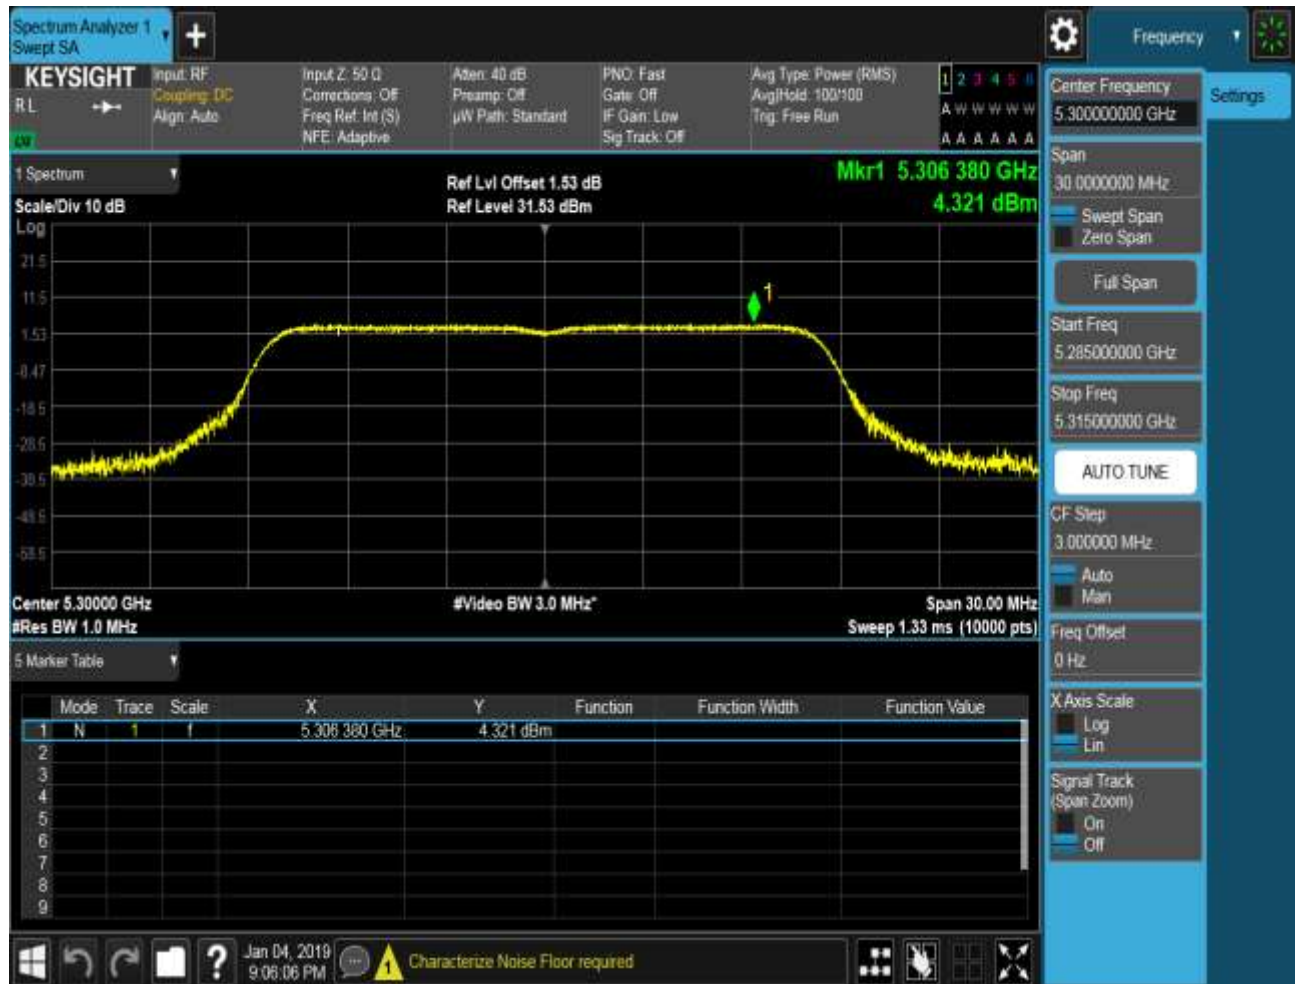 Spectrum Analyzer 1
Swept SA
Frequency
KEYSIGHT
R L
Input: RF
Coupling: DC
Align: Auto
Input Z: 50 Ω
Corrections: Off
Freq Ref: Int (S)
NFE: Adaptive
Atten: 40 dB
Preamp: Off
µW Path: Standard
PNO: Fast
Gate: Off
IF Gain: Low
Sig Track: Off
Avg Type: Power (RMS)
Avg|Hold: 100/100
Trig: Free Run
1 2 3 4 5 6
A W W W W W
A A A A A A
1 Spectrum
Scale/Div 10 dB
Ref Lvl Offset 1.53 dB
Ref Level 31.53 dBm
Mkr1 5.306 380 GHz
4.321 dBm
Log
21.5
11.5
1.53
-8.47
-18.5
-28.5
-38.5
-48.5
-58.5
1
Center 5.30000 GHz
#Res BW 1.0 MHz
#Video BW 3.0 MHz*
Span 30.00 MHz
Sweep 1.33 ms (10000 pts)
5 Marker Table
Mode Trace Scale X Y Function Function Width Function Value
1 N 1 f 5.306 380 GHz 4.321 dBm
2
3
4
5
6
7
8
9
Jan 04, 2019
9:06:06 PM
Characterize Noise Floor required
Center Frequency
5.300000000 GHz
Settings
Span
30.0000000 MHz
Swept Span
Zero Span
Full Span
Start Freq
5.285000000 GHz
Stop Freq
5.315000000 GHz
AUTO TUNE
CF Step
3.000000 MHz
Auto
Man
Freq Offset
0 Hz
X Axis Scale
Log
Lin
Signal Track
(Span Zoom)
On
Off